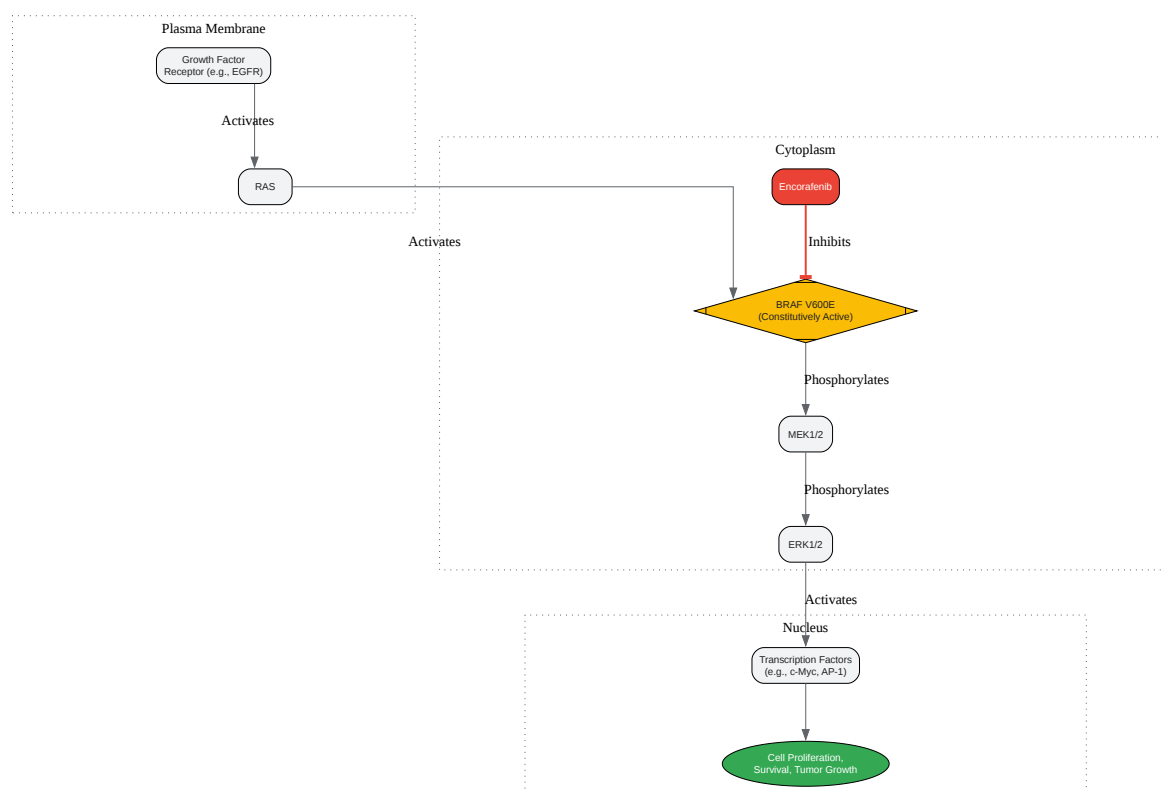 Plasma Membrane
Growth Factor
Receptor (e.g., EGFR)
Activates
RAS
Cytoplasm
Encorafenib
Activates
Inhibits
BRAF V600E
(Constitutively Active)
Phosphorylates
MEK1/2
Phosphorylates
ERK1/2
Activates
Nucleus
Transcription Factors
(e.g., c-Myc, AP-1)
Cell Proliferation,
Survival, Tumor Growth